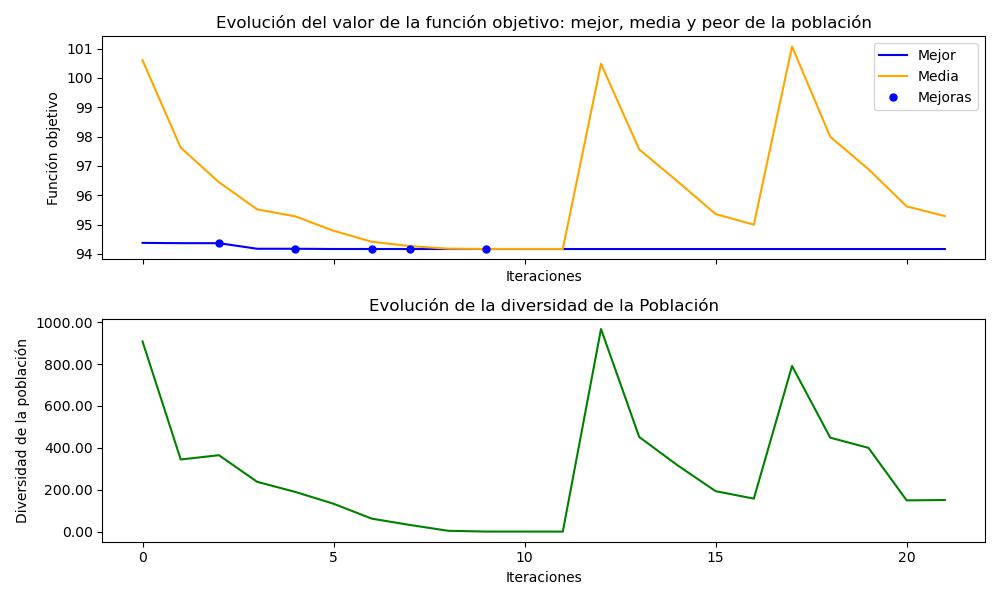 Evolución del valor de la función objetivo: mejor, media y peor de la población
101
100
99
98
97
96
95
94
Función objetivo
Mejor
Media
Mejoras
Iteraciones
Evolución de la diversidad de la Población
1000.00
800.00
600.00
400.00
200.00
0.00
Diversidad de la población
0
5
10
15
20
Iteraciones